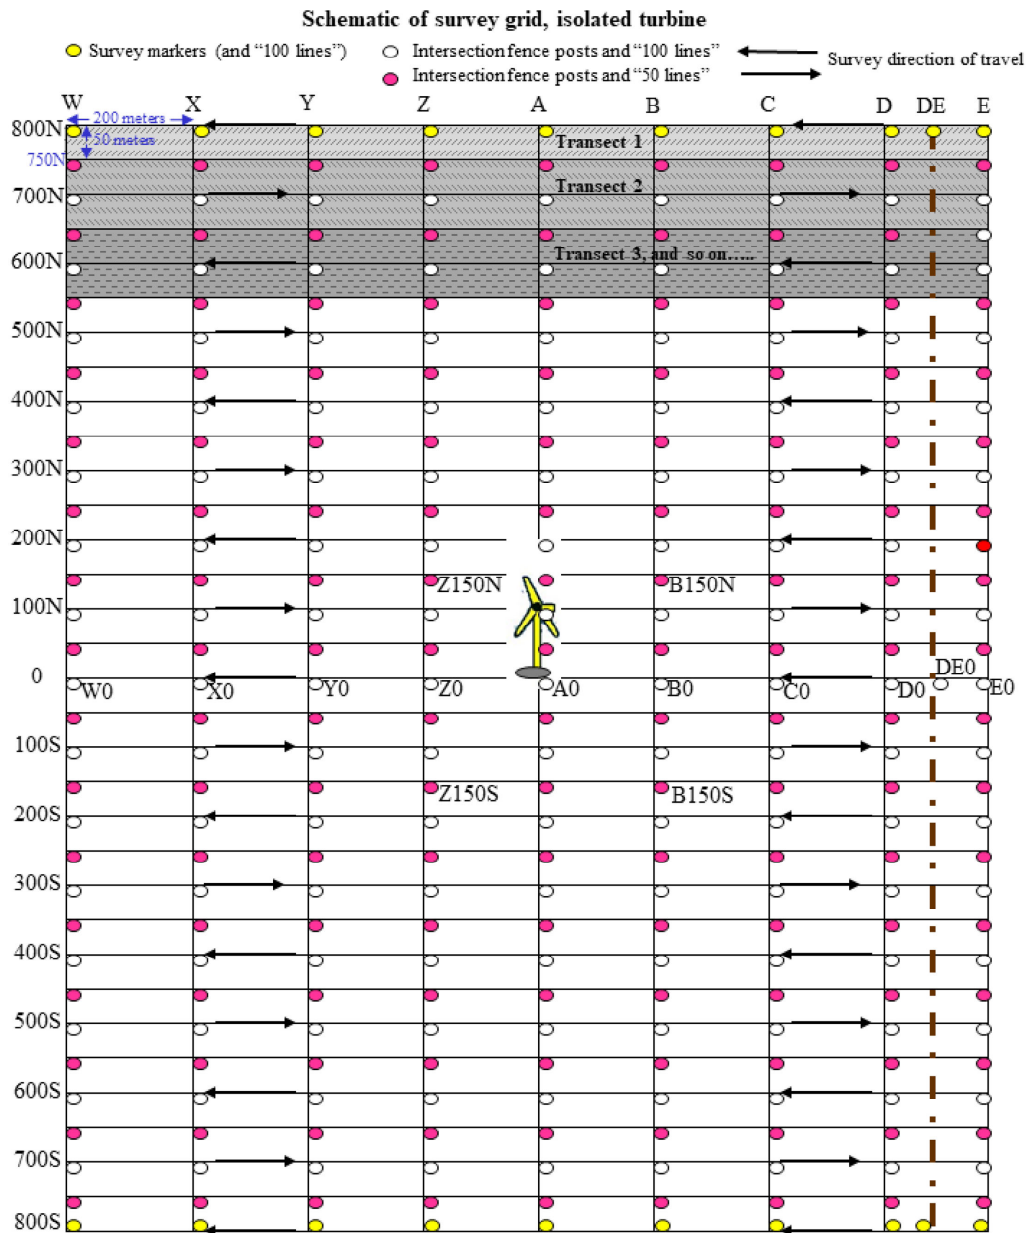 Schematic of survey grid, isolated turbine
Survey markers (and “100 lines”)
Intersection fence posts and “100 lines”
Intersection fence posts and “50 lines”
Survey direction of travel
W X Y Z A B C D DE E
800N
200 meters
50 meters
Transect 1
750N
700N
Transect 2
600N
Transect 3, and so on…..
500N
400N
300N
200N
Z150N B150N
100N
0
W0 X0 Y0 Z0 A0 B0 C0 D0 DE0 E0
100S
Z150S B150S
200S
300S
400S
500S
600S
700S
800S